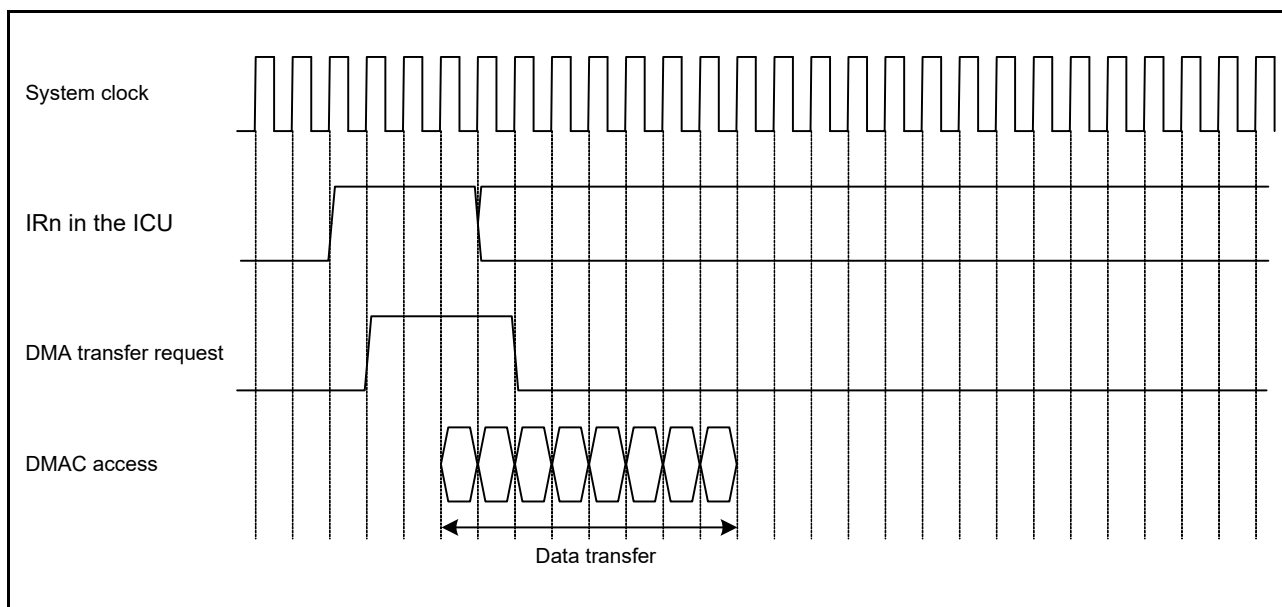 System clock
IRn in the ICU
DMA transfer request
DMAC access
Data transfer